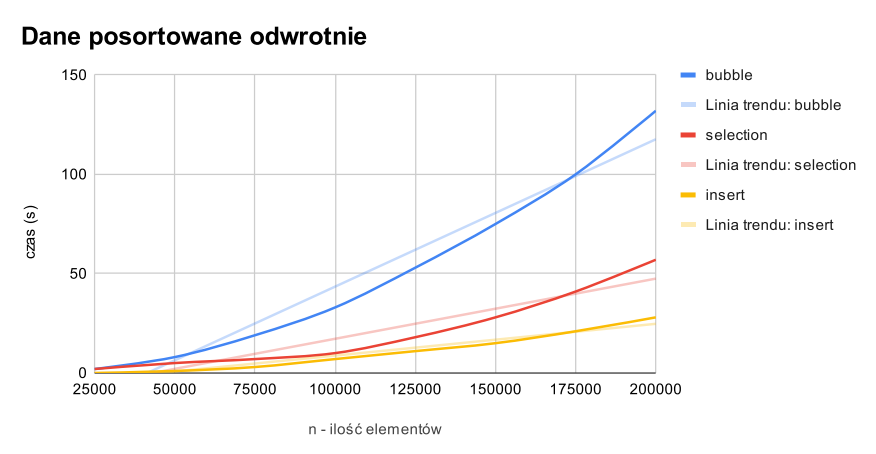 Dane posortowane odwrotnie
150
100
50
0
czas (s)
25000 50000 75000 100000 125000 150000 175000 200000
n - ilość elementów
bubble
Linia trendu: bubble
selection
Linia trendu: selection
insert
Linia trendu: insert